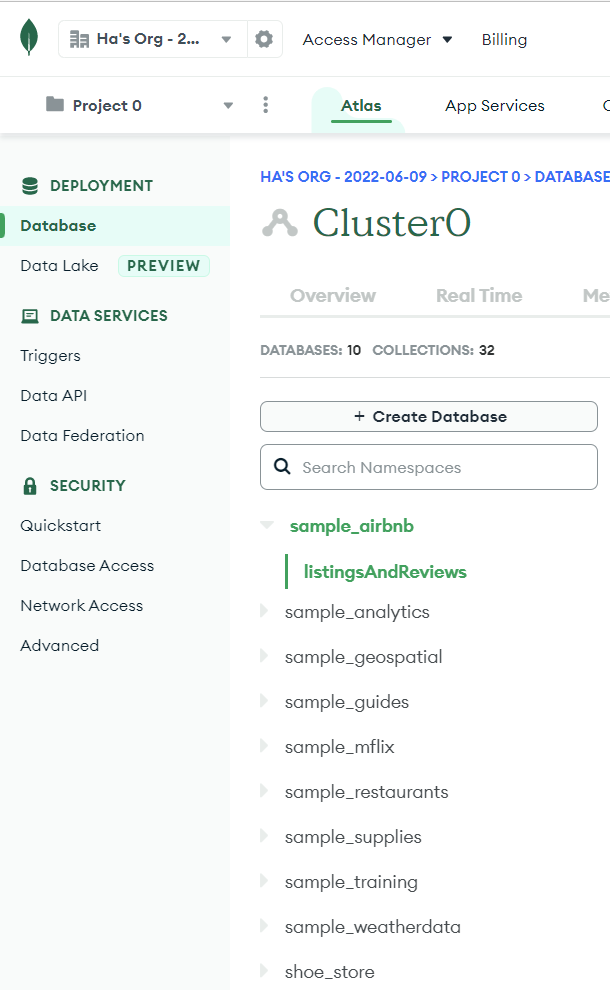 Ha's Org - 2... Access Manager Billing
Project 0 Atlas App Services
DEPLOYMENT
Database
Data Lake PREVIEW
DATA SERVICES
Triggers
Data API
Data Federation
SECURITY
Quickstart
Database Access
Network Access
Advanced
HA'S ORG - 2022-06-09 > PROJECT 0 > DATABASE
Cluster0
Overview Real Time Me
DATABASES: 10 COLLECTIONS: 32
+ Create Database
Search Namespaces
sample_airbnb
listingsAndReviews
sample_analytics
sample_geospatial
sample_guides
sample_mflix
sample_restaurants
sample_supplies
sample_training
sample_weatherdata
shoe_store